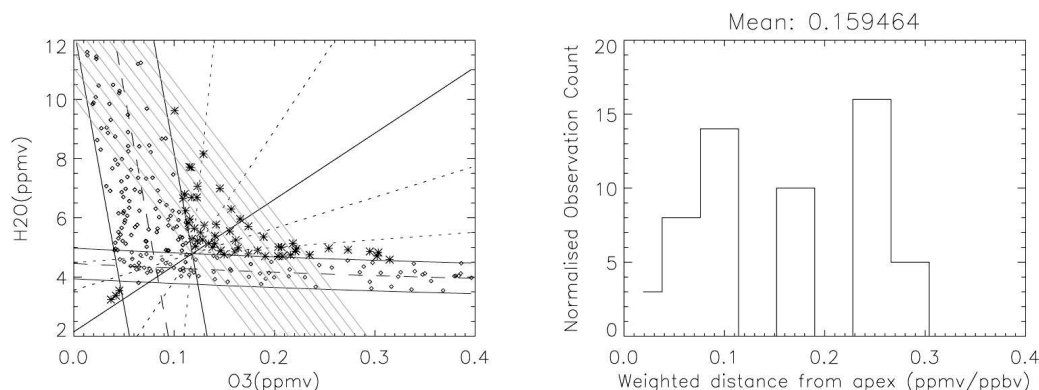 Mean: 0.159464
12
10
8
6
4
2
H2O(ppmv)
0.0 0.1 0.2 0.3 0.4
O3(ppmv)
20
15
10
5
0
Normalised Observation Count
0.0 0.1 0.2 0.3 0.4
Weighted distance from apex (ppmv/ppbv)